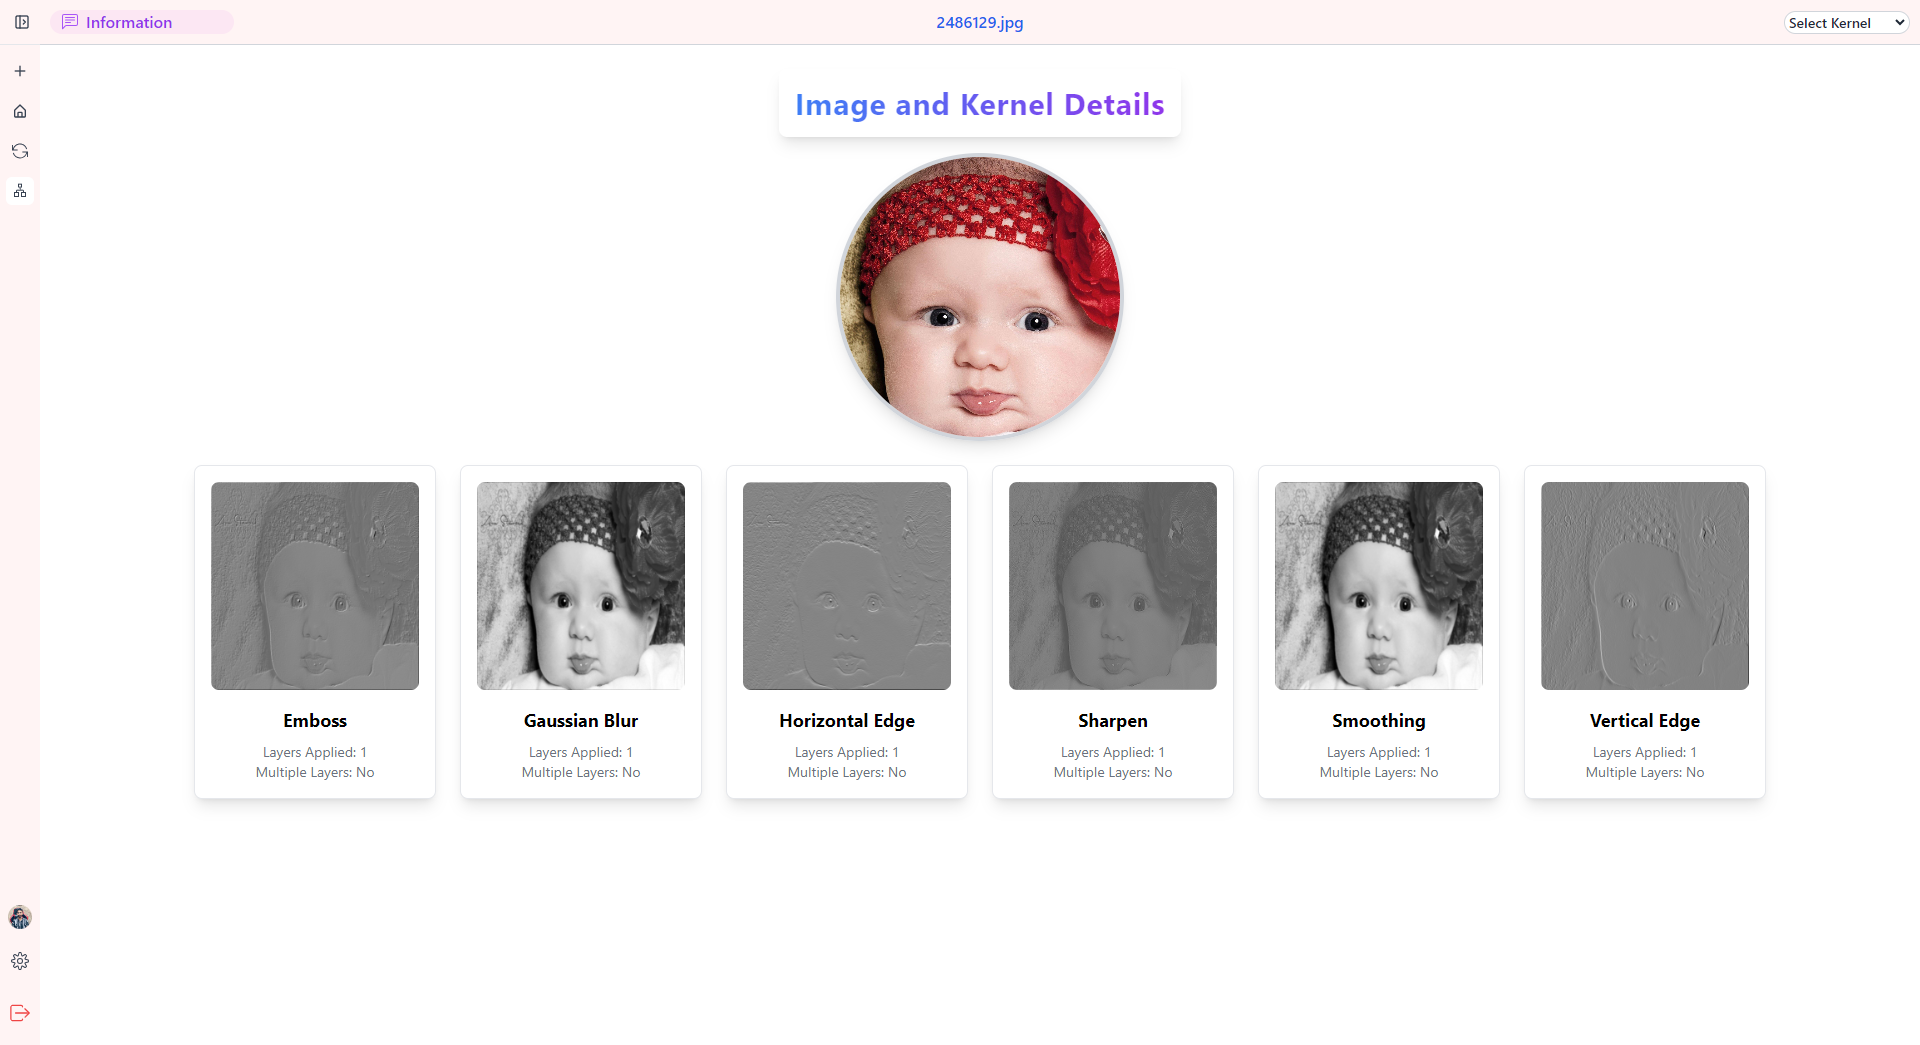 Information
2486129.jpg
Select Kernel
Image and Kernel Details
Emboss
Layers Applied: 1
Multiple Layers: No
Gaussian Blur
Layers Applied: 1
Multiple Layers: No
Horizontal Edge
Layers Applied: 1
Multiple Layers: No
Sharpen
Layers Applied: 1
Multiple Layers: No
Smoothing
Layers Applied: 1
Multiple Layers: No
Vertical Edge
Layers Applied: 1
Multiple Layers: No